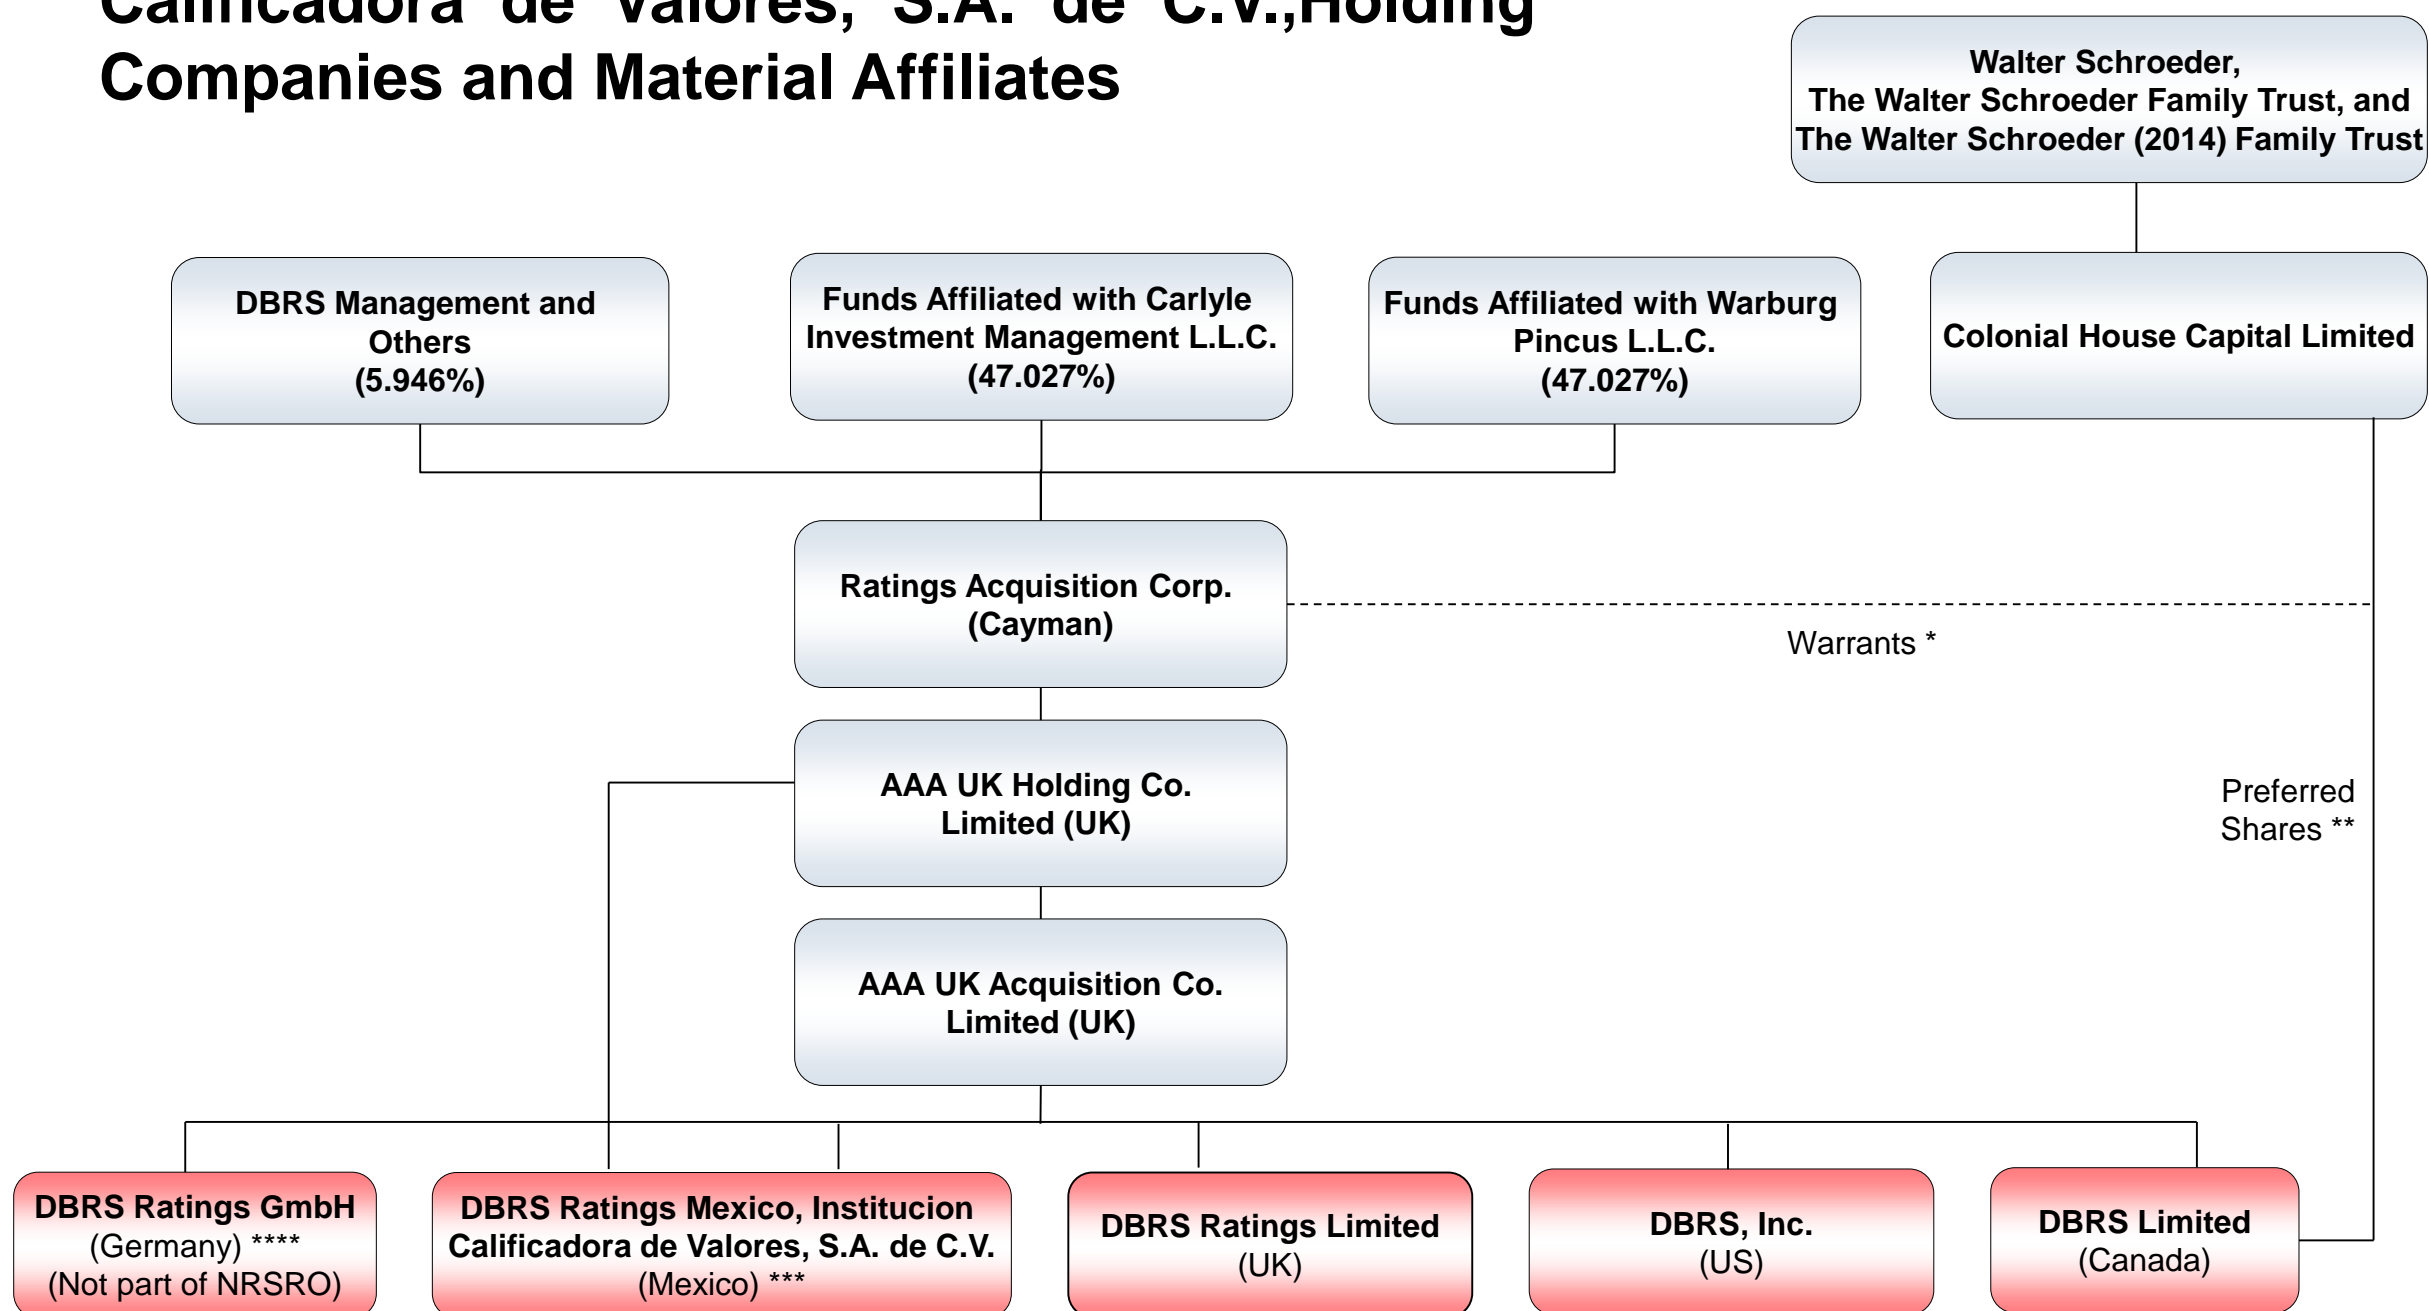 Calificadora de Valores, S.A. de C.V.,Holding
Companies and Material Affiliates
Walter Schroeder,
The Walter Schroeder Family Trust, and
The Walter Schroeder (2014) Family Trust
DBRS Management and
Others
(5.946%)
Funds Affiliated with Carlyle
Investment Management L.L.C.
(47.027%)
Funds Affiliated with Warburg
Pincus L.L.C.
(47.027%)
Colonial House Capital Limited
Ratings Acquisition Corp.
(Cayman)
Warrants *
AAA UK Holding Co.
Limited (UK)
Preferred
Shares **
AAA UK Acquisition Co.
Limited (UK)
DBRS Ratings GmbH
(Germany) ****
(Not part of NRSRO)
DBRS Ratings Mexico, Institucion
Calificadora de Valores, S.A. de C.V.
(Mexico) ***
DBRS Ratings Limited
(UK)
DBRS, Inc.
(US)
DBRS Limited
(Canada)